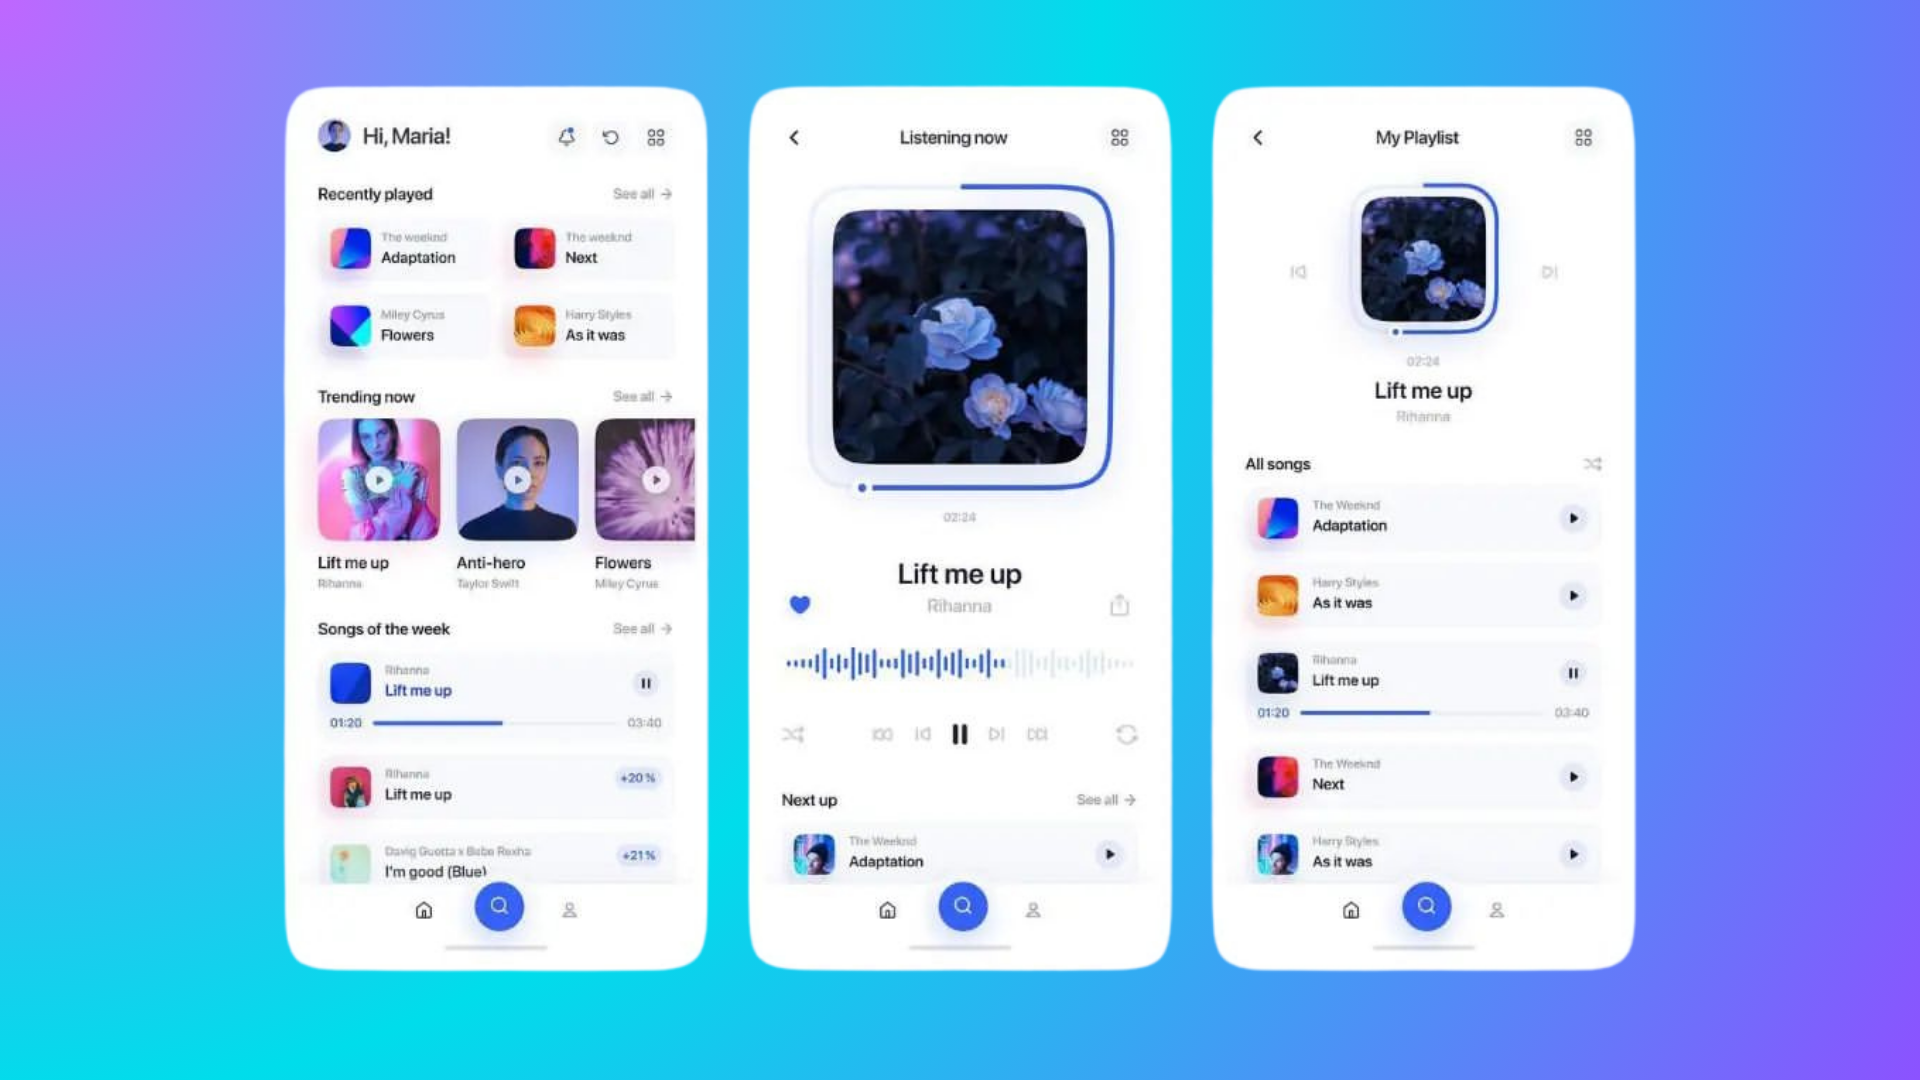 Hi, Maria!
Recently played
See all
The weeknd
Adaptation
The weeknd
Next
Miley Cyrus
Flowers
Harry Styles
As it was
Trending now
See all
Lift me up
Rihanna
Anti-hero
Taylor Swift
Flowers
Miley Cyrus
Songs of the week
See all
Rihanna
Lift me up
01:20
03:40
Rihanna
Lift me up
+20%
Davig Guetta x Bebe Rexha
I'm good (Blue)
+21%
Listening now
02:24
Lift me up
Rihanna
Next up
See all
The Weeknd
Adaptation
My Playlist
02:24
Lift me up
Rihanna
All songs
The Weeknd
Adaptation
Harry Styles
As it was
Rihanna
Lift me up
01:20
03:40
The Weeknd
Next
Harry Styles
As it was